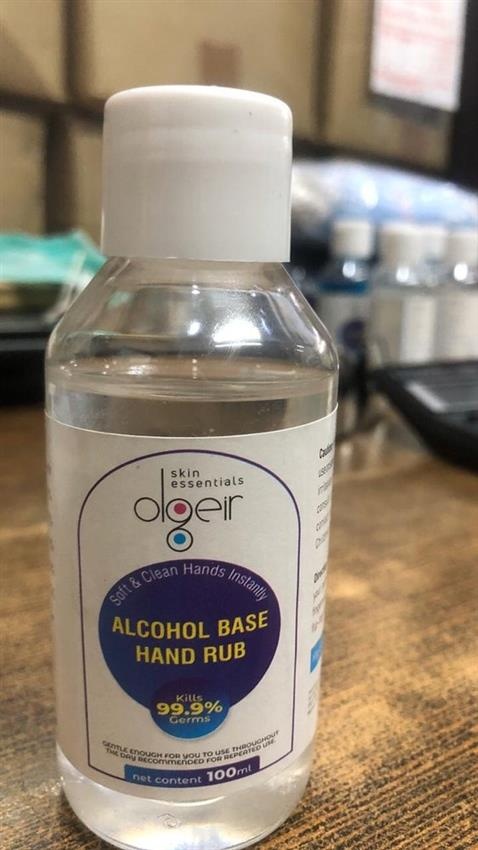 skin
essentials
olgeir
Soft & Clean Hands Instantly
ALCOHOL BASE
HAND RUB
Kills
99.9%
Germs
GENTLE ENOUGH FOR YOU TO USE THROUGHOUT
THE DAY RECOMMENDED FOR REPEATED USE.
net content 100ml